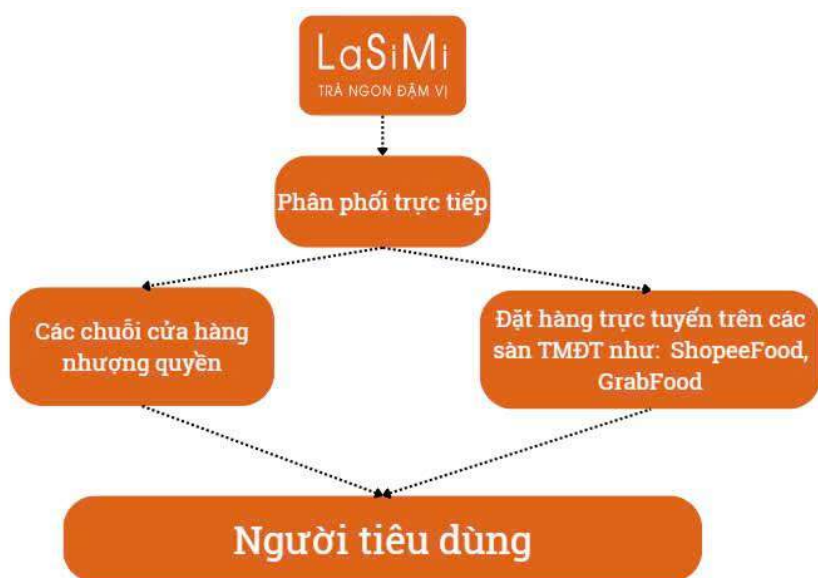 LaSiMi
TRÀ NGON ĐẬM VỊ
Phân phối trực tiếp
Các chuỗi cửa hàng
nhượng quyền
Đặt hàng trực tuyến trên các
sàn TMĐT như: ShopeeFood,
GrabFood
Người tiêu dùng